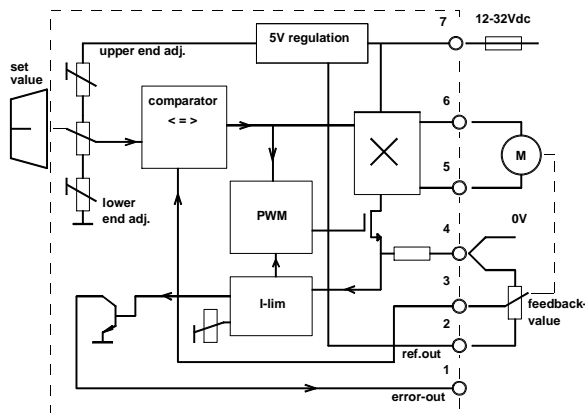 7
12-32Vdc
upper end adj.
5V regulation
set
value
comparator
< = >
6
M
5
lower
end adj.
PWM
4
0V
3
I-lim
feedback-
value
2
ref.out
1
error-out